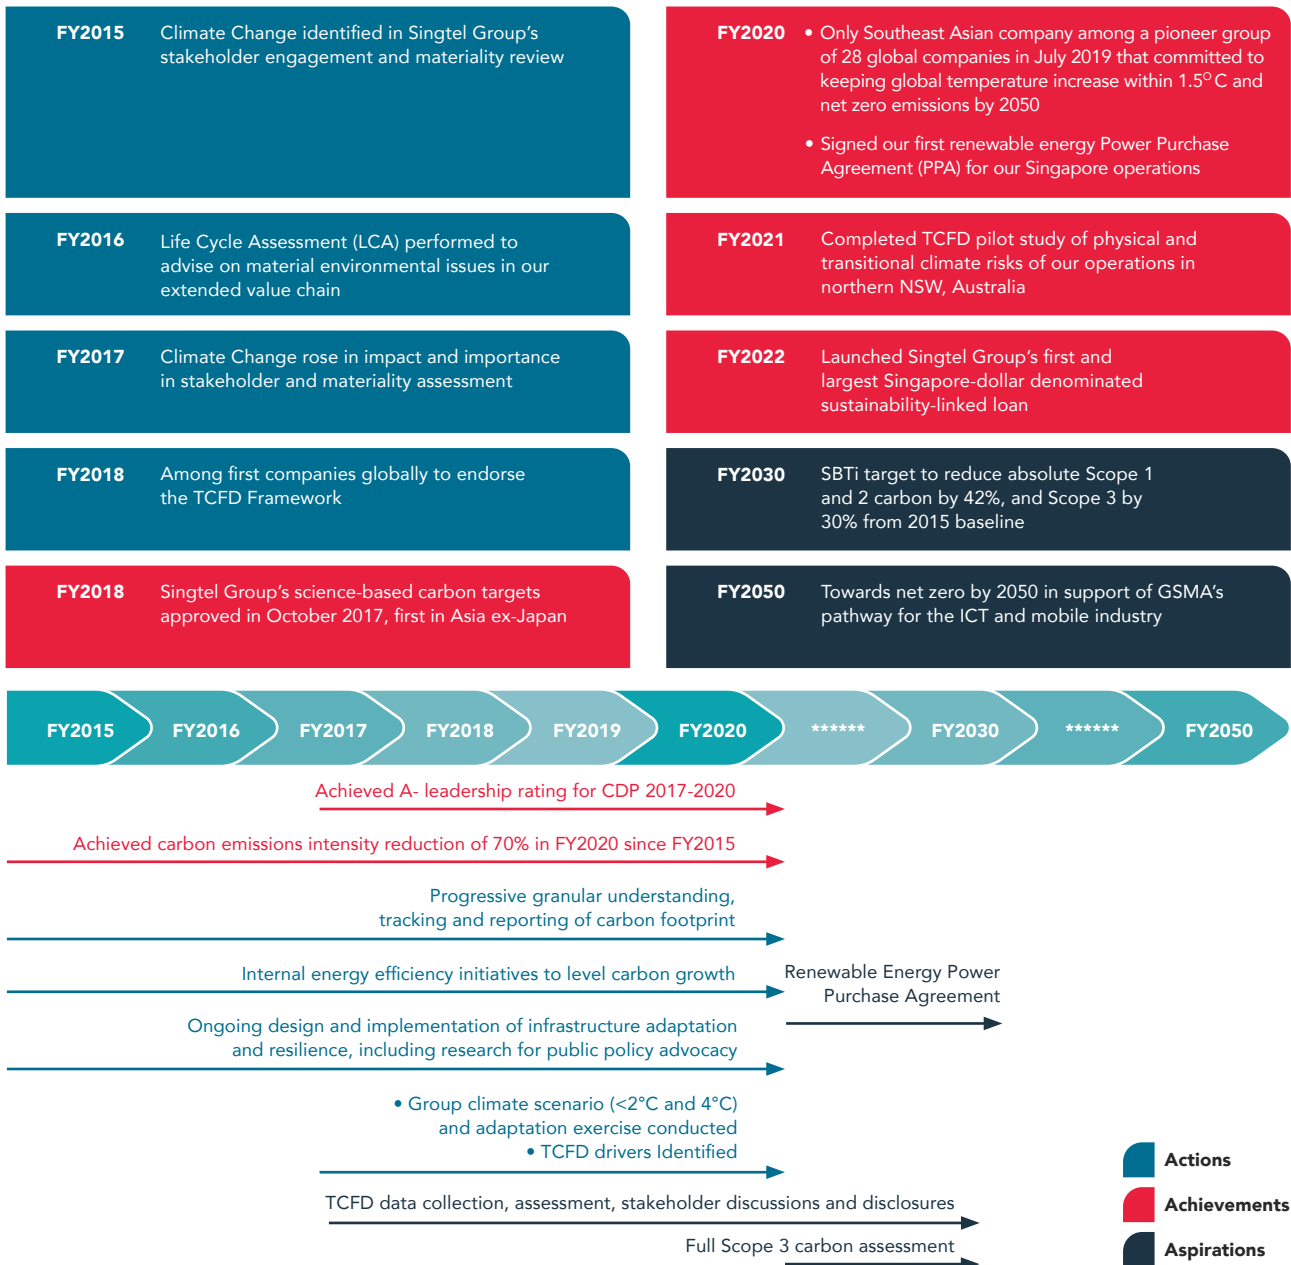 FY2015
Climate Change identified in Singtel Group's
stakeholder engagement and materiality review
FY2016
Life Cycle Assessment (LCA) performed to
advise on material environmental issues in our
extended value chain
FY2017
Climate Change rose in impact and importance
in stakeholder and materiality assessment
FY2018
Among first companies globally to endorse
the TCFD Framework
FY2018
Singtel Group's science-based carbon targets
approved in October 2017, first in Asia ex-Japan
FY2020
• Only Southeast Asian company among a pioneer group
of 28 global companies in July 2019 that committed to
keeping global temperature increase within 1.5°C and
net zero emissions by 2050
• Signed our first renewable energy Power Purchase
Agreement (PPA) for our Singapore operations
FY2021
Completed TCFD pilot study of physical and
transitional climate risks of our operations in
northern NSW, Australia
FY2022
Launched Singtel Group's first and
largest Singapore-dollar denominated
sustainability-linked loan
FY2030
SBTi target to reduce absolute Scope 1
and 2 carbon by 42%, and Scope 3 by
30% from 2015 baseline
FY2050
Towards net zero by 2050 in support of GSMA's
pathway for the ICT and mobile industry
FY2015 FY2016 FY2017 FY2018 FY2019 FY2020 ****** FY2030 ****** FY2050
Achieved A- leadership rating for CDP 2017-2020
Achieved carbon emissions intensity reduction of 70% in FY2020 since FY2015
Progressive granular understanding,
tracking and reporting of carbon footprint
Internal energy efficiency initiatives to level carbon growth
Renewable Energy Power
Purchase Agreement
Ongoing design and implementation of infrastructure adaptation
and resilience, including research for public policy advocacy
• Group climate scenario (<2°C and 4°C)
and adaptation exercise conducted
• TCFD drivers Identified
TCFD data collection, assessment, stakeholder discussions and disclosures
Full Scope 3 carbon assessment
Actions
Achievements
Aspirations